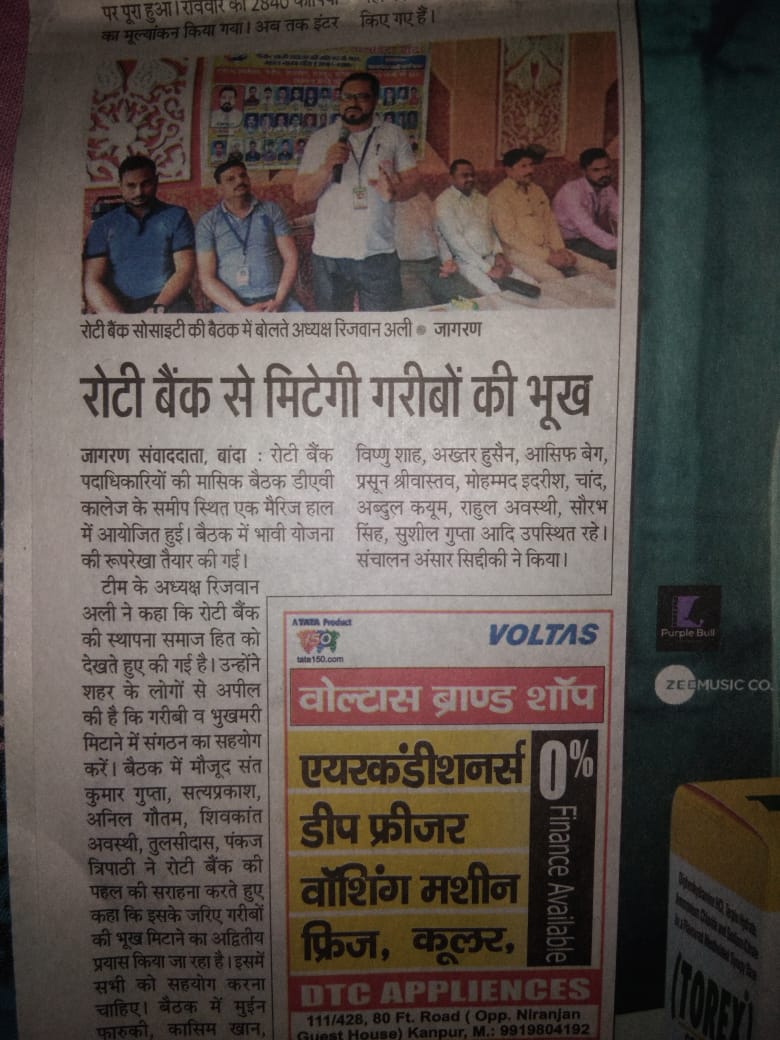 पर पूरा हुआ। रविवार को 2840
का मूल्यांकन किया गया। अब तक इंटर
किए गए हैं।
रोटी बैंक सोसाइटी की बैठक में बोलते अध्यक्ष रिजवान अली ● जागरण
रोटी बैंक से मिटेगी गरीबों की भूख
जागरण संवाददाता, बांदा : रोटी बैंक
पदाधिकारियों की मासिक बैठक डीएवी
कालेज के समीप स्थित एक मैरिज हाल
में आयोजित हुई। बैठक में भावी योजना
की रूपरेखा तैयार की गई।
टीम के अध्यक्ष रिजवान
अली ने कहा कि रोटी बैंक
की स्थापना समाज हित को
देखते हुए की गई है। उन्होंने
शहर के लोगों से अपील
की है कि गरीबी व भुखमरी
मिटाने में संगठन का सहयोग
करें। बैठक में मौजूद संत
कुमार गुप्ता, सत्यप्रकाश,
अनिल गौतम, शिवकांत
अवस्थी, तुलसीदास, पंकज
त्रिपाठी ने रोटी बैंक की
पहल की सराहना करते हुए
कहा कि इसके जरिए गरीबों
की भूख मिटाने का अद्वितीय
प्रयास किया जा रहा है। इसमें
सभी को सहयोग करना
चाहिए। बैठक में मुईन
फारुकी, कासिम खान,
विष्णु शाह, अख्तर हुसैन, आसिफ बेग,
प्रसून श्रीवास्तव, मोहम्मद इदरीश, चांद,
अब्दुल कयूम, राहुल अवस्थी, सौरभ
सिंह, सुशील गुप्ता आदि उपस्थित रहे।
संचालन अंसार सिद्दीकी ने किया।
A TATA Product
150
tata150.com
VOLTAS
वोल्टास ब्राण्ड शॉप
एयरकंडीशनर्स
डीप फ्रीजर
वॉशिंग मशीन
फ्रिज, कूलर,
0%
Finance Available
DTC APPLIENCES
111/428, 80 Ft. Road ( Opp. Niranjan
Guest House) Kanpur, M.: 9919804192
Purple Bull
ZEE MUSIC CO.
(TOREX)